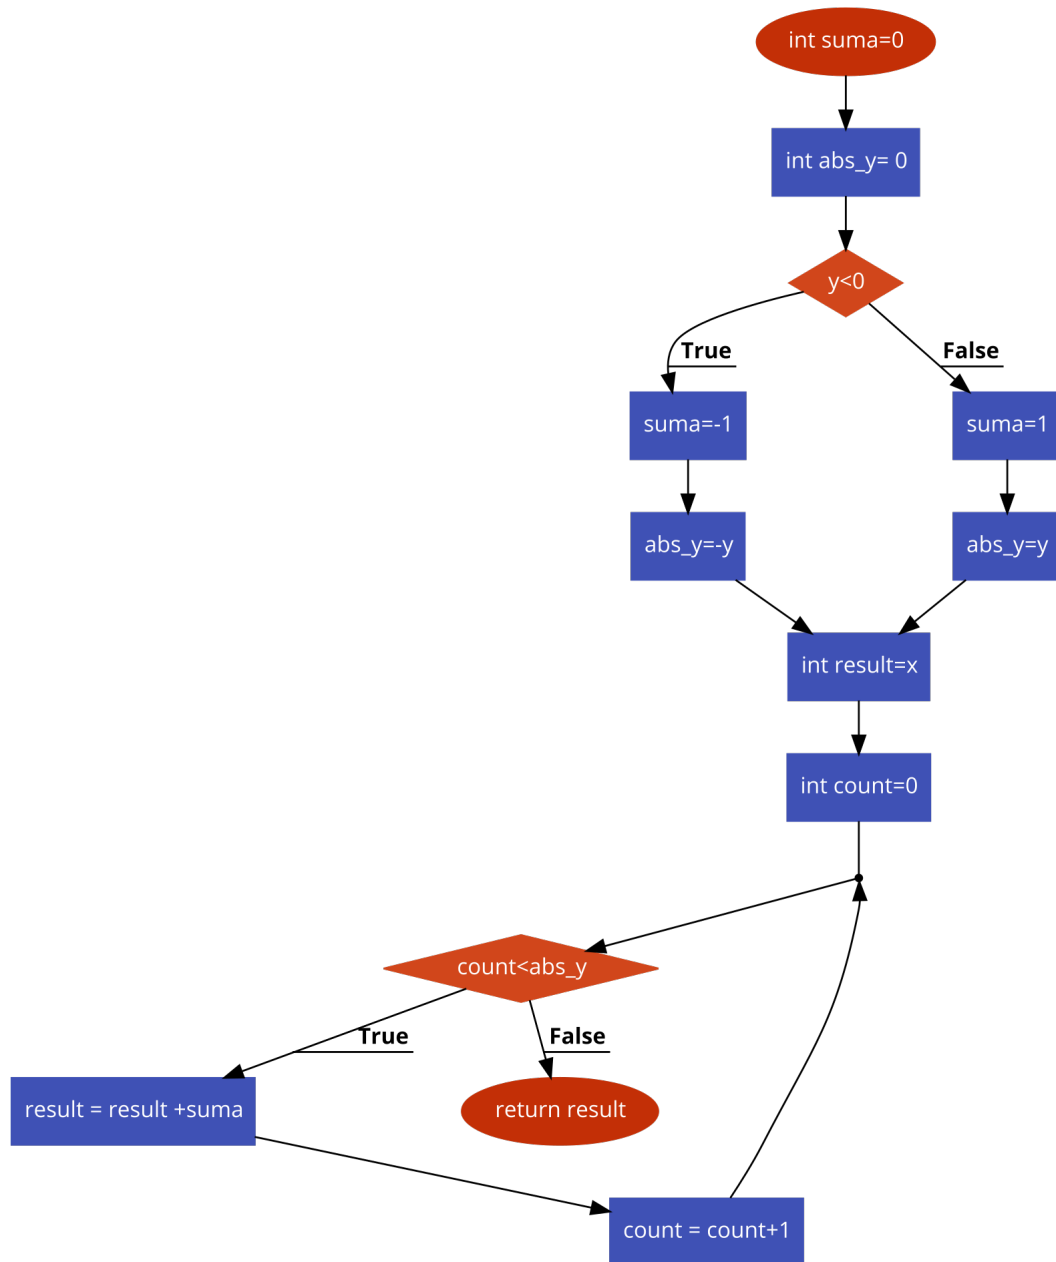 int suma=0
int abs_y= 0
y<0
True
False
suma=-1
suma=1
abs_y=-y
abs_y=y
int result=x
int count=0
count<abs_y
True
False
result = result +suma
return result
count = count+1